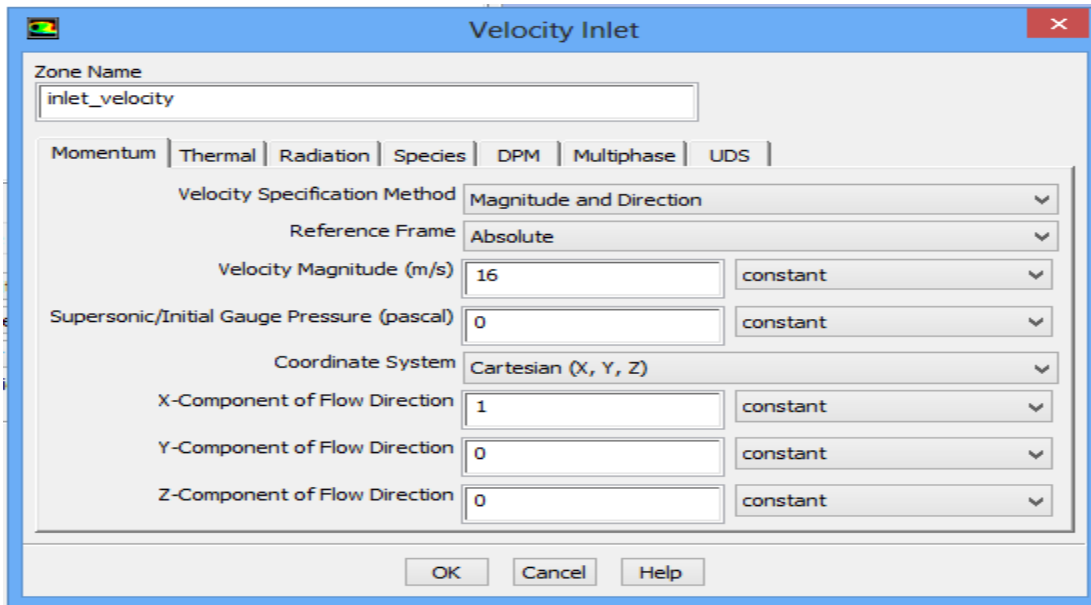 Velocity Inlet
Zone Name
inlet_velocity
Momentum Thermal Radiation Species DPM Multiphase UDS
Velocity Specification Method Magnitude and Direction
Reference Frame Absolute
Velocity Magnitude (m/s) 16 constant
Supersonic/Initial Gauge Pressure (pascal) 0 constant
Coordinate System Cartesian (X, Y, Z)
X-Component of Flow Direction 1 constant
Y-Component of Flow Direction 0 constant
Z-Component of Flow Direction 0 constant
OK Cancel Help